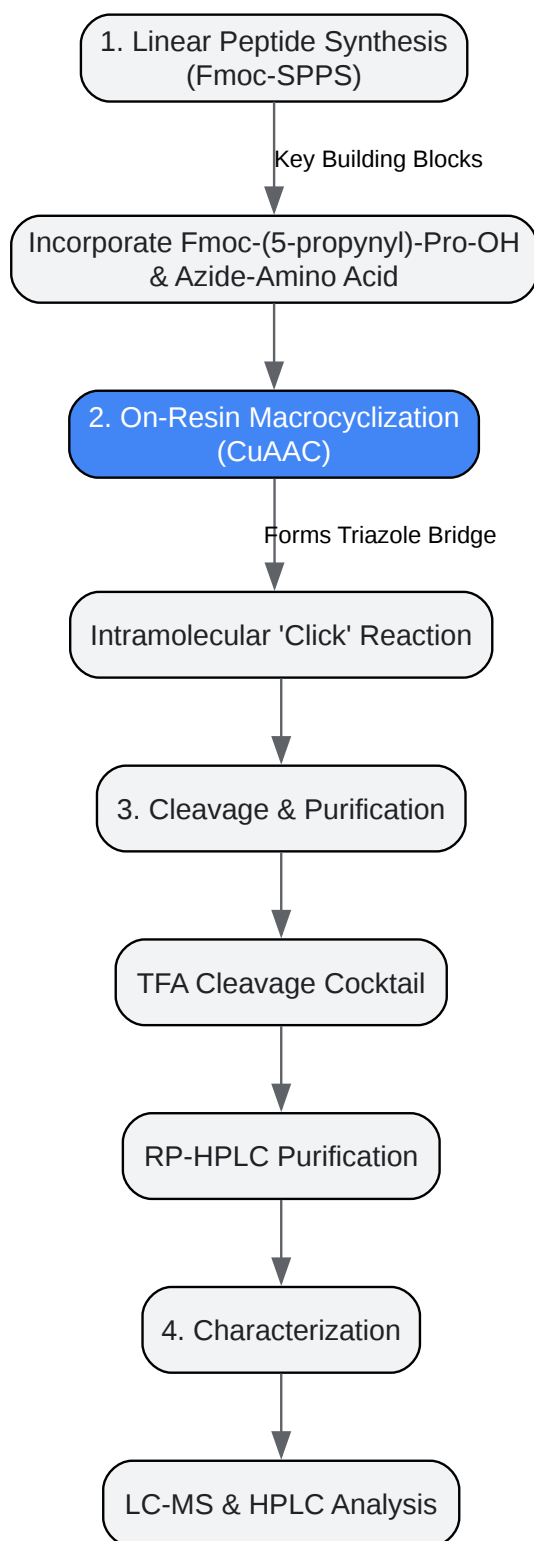 1. Linear Peptide Synthesis
(Fmoc-SPPS)
Key Building Blocks
Incorporate Fmoc-(5-propynyl)-Pro-OH
& Azide-Amino Acid
2. On-Resin Macrocyclization
(CuAAC)
Forms Triazole Bridge
Intramolecular 'Click' Reaction
3. Cleavage & Purification
TFA Cleavage Cocktail
RP-HPLC Purification
4. Characterization
LC-MS & HPLC Analysis